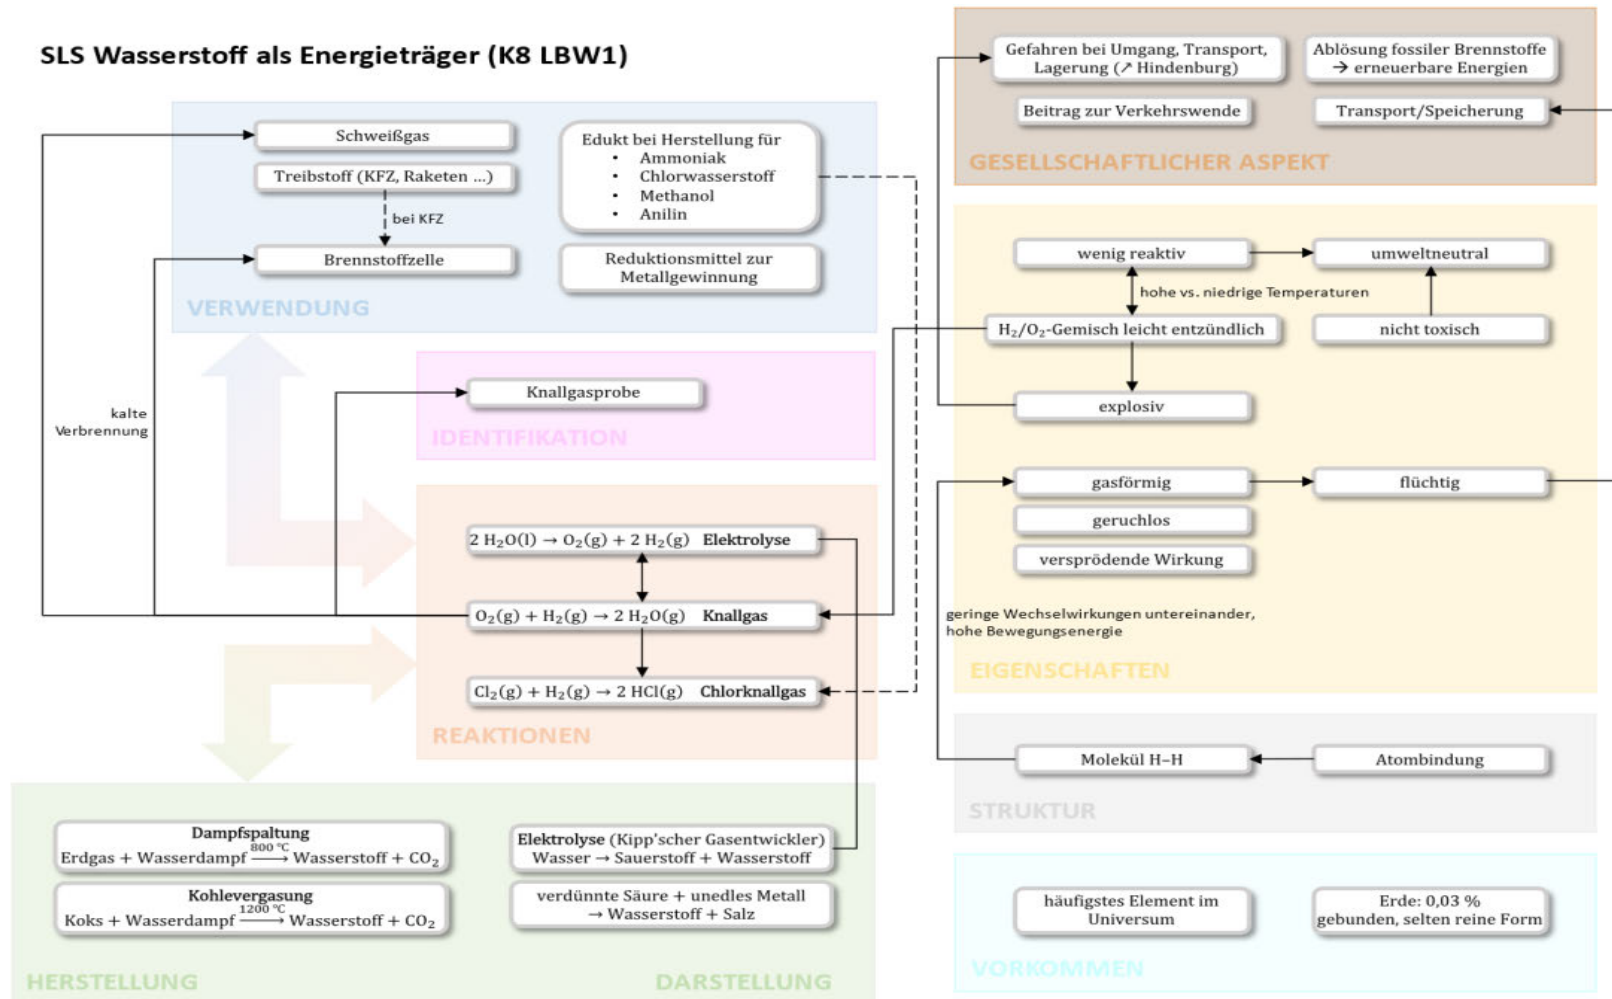 SLS Wasserstoff als Energieträger (K8 LBW1)
Schweißgas
Treibstoff (KFZ, Raketen ...)
bei KFZ
Brennstoffzelle
Edukt bei Herstellung für
• Ammoniak
• Chlorwasserstoff
• Methanol
• Anilin
Reduktionsmittel zur
Metallgewinnung
VERWENDUNG
kalte
Verbrennung
Knallgasprobe
IDENTIFIKATION
2 H₂O(l) → O₂(g) + 2 H₂(g) Elektrolyse
O₂(g) + H₂(g) → 2 H₂O(g) Knallgas
Cl₂(g) + H₂(g) → 2 HCl(g) Chlorknallgas
REAKTIONEN
Dampfspaltung
800 °C
Erdgas + Wasserdampf → Wasserstoff + CO₂
Kohlevergasung
1200 °C
Koks + Wasserdampf → Wasserstoff + CO₂
HERSTELLUNG
Elektrolyse (Kipp'scher Gasentwickler)
Wasser → Sauerstoff + Wasserstoff
verdünnte Säure + unedles Metall
→ Wasserstoff + Salz
DARSTELLUNG
Gefahren bei Umgang, Transport,
Lagerung (↗ Hindenburg)
Ablösung fossiler Brennstoffe
→ erneuerbare Energien
Beitrag zur Verkehrswende
Transport/Speicherung
GESELLSCHAFTLICHER ASPEKT
wenig reaktiv
umweltneutral
hohe vs. niedrige Temperaturen
H₂/O₂-Gemisch leicht entzündlich
nicht toxisch
explosiv
gasförmig
flüchtig
geruchlos
versprödende Wirkung
geringe Wechselwirkungen untereinander,
hohe Bewegungsenergie
EIGENSCHAFTEN
Molekül H–H
Atombindung
STRUKTUR
häufigstes Element im
Universum
Erde: 0,03 %
gebunden, selten reine Form
VORKOMMEN